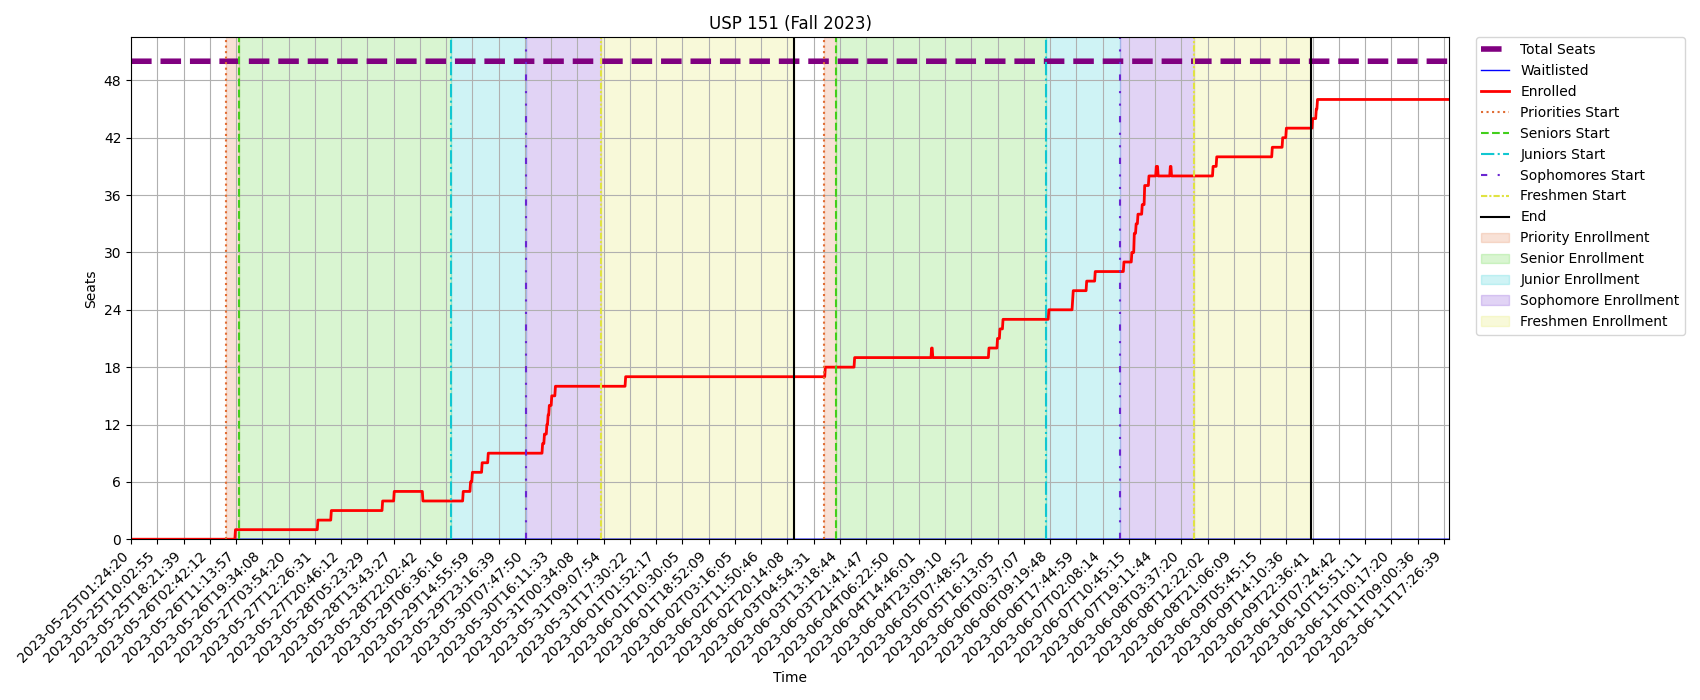 USP 151 (Fall 2023)
Total Seats
Waitlisted
Enrolled
Priorities Start
Seniors Start
Juniors Start
Sophomores Start
Freshmen Start
End
Priority Enrollment
Senior Enrollment
Junior Enrollment
Sophomore Enrollment
Freshmen Enrollment
Seats
48
42
36
30
24
18
12
6
0
2023-05-25T01:24:20
2023-05-25T10:02:55
2023-05-25T18:21:39
2023-05-26T02:42:12
2023-05-26T11:13:57
2023-05-26T19:34:08
2023-05-27T03:54:20
2023-05-27T12:26:31
2023-05-27T20:46:12
2023-05-28T05:23:29
2023-05-28T13:43:27
2023-05-28T22:02:42
2023-05-29T06:36:16
2023-05-29T14:55:59
2023-05-29T23:16:39
2023-05-30T07:47:50
2023-05-30T16:11:33
2023-05-31T00:34:08
2023-05-31T09:07:54
2023-05-31T17:30:22
2023-06-01T01:52:17
2023-06-01T10:30:05
2023-06-01T18:52:09
2023-06-02T03:16:05
2023-06-02T11:50:46
2023-06-02T20:14:08
2023-06-03T04:54:31
2023-06-03T13:18:44
2023-06-03T21:41:47
2023-06-04T06:22:50
2023-06-04T14:46:01
2023-06-04T23:09:10
2023-06-05T07:48:52
2023-06-05T16:13:05
2023-06-06T00:37:07
2023-06-06T09:19:48
2023-06-06T17:44:59
2023-06-07T02:08:14
2023-06-07T10:45:15
2023-06-07T19:11:44
2023-06-08T03:37:20
2023-06-08T12:22:02
2023-06-08T21:06:09
2023-06-09T05:45:15
2023-06-09T14:10:36
2023-06-09T22:36:41
2023-06-10T07:24:42
2023-06-10T15:51:11
2023-06-11T00:17:20
2023-06-11T09:00:36
2023-06-11T17:26:39
Time